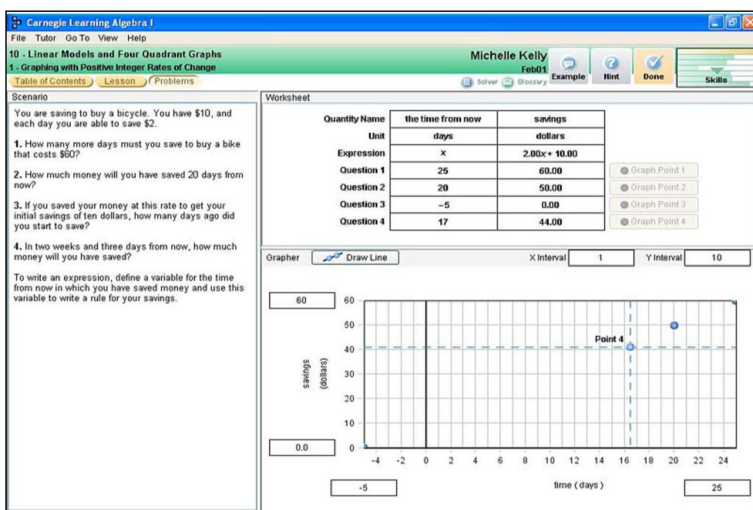 Carnegie Learning Algebra I
File Tutor Go To View Help
10 - Linear Models and Four Quadrant Graphs
1 - Graphing with Positive Integer Rates of Change
Michelle Kelly
Feb01
Table of Contents Lesson Problems
Solver Glossary
Example Hint Done Skills
Scenario
You are saving to buy a bicycle. You have $10, and
each day you are able to save $2.
1. How many more days must you save to buy a bike
that costs $60?
2. How much money will you have saved 20 days from
now?
3. If you saved your money at this rate to get your
initial savings of ten dollars, how many days ago did
you start to save?
4. In two weeks and three days from now, how much
money will you have saved?
To write an expression, define a variable for the time
from now in which you have saved money and use this
variable to write a rule for your savings.
Worksheet
Quantity Name the time from now savings
Unit days dollars
Expression x 2.00x + 10.00
Question 1 25 60.00 Graph Point 1
Question 2 20 50.00 Graph Point 2
Question 3 -5 0.00 Graph Point 3
Question 4 17 44.00 Graph Point 4
Grapher Draw Line X Interval 1 Y Interval 10
60
60
50
40
30
20
10
0
0.0
savings
(dollars)
Point 4
-4 -2 0 2 4 6 8 10 12 14 16 18 20 22 24
-5 time (days) 25